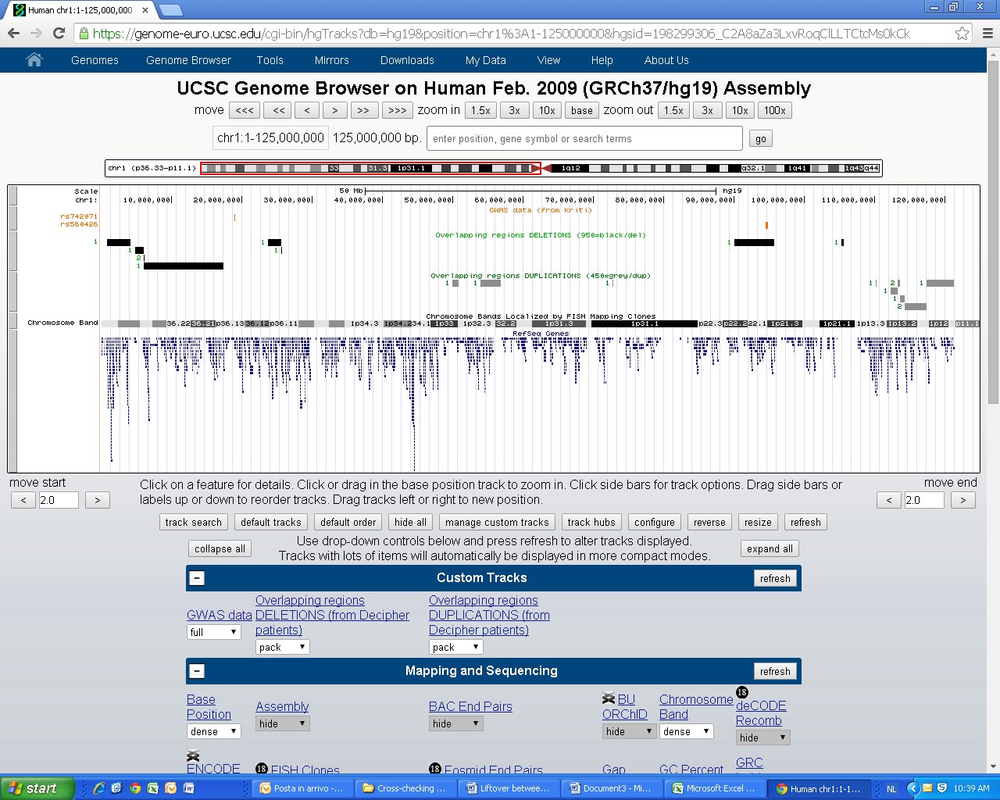 Human chr1:1-125,000,000
https://genome-euro.ucsc.edu/cgi-bin/hgTracks?db=hg19&position=chr1%3A1-125000000&hgsid=198299306_C2A8aZa3LxvRoqClLLTCtcMs0kCk
Genomes Genome Browser Tools Mirrors Downloads My Data View Help About Us
UCSC Genome Browser on Human Feb. 2009 (GRCh37/hg19) Assembly
move <<< << < > >> >>> zoom in 1.5x 3x 10x base zoom out 1.5x 3x 10x 100x
chr1:1-125,000,000 125,000,000 bp. enter position, gene symbol or search terms go
chr1 (p36.33-p11.1) 33 31.3 1p31.1 1q12 q32.1 1q41 1q43q44
Scale 50 Mb hg19
chr1: 10,000,000 20,000,000 30,000,000 40,000,000 50,000,000 60,000,000 70,000,000 80,000,000 90,000,000 100,000,000 110,000,000 120,000,000
GWAS data (from Kriti)
rs742071
rs560426
Overlapping regions DELETIONS (950=black/del)
1 1 1 1
1 1
2
1
Overlapping regions DUPLICATIONS (450=grey/dup)
1 1 1 1 2 1
1
1
2
Chromosome Bands Localized by FISH Mapping Clones
Chromosome Band 36.22 36.21 p36.13 36.12 p36.11 1p34.3 1p34.2 34.1 1p33 1p32.3 32.2 1p31.3 1p31.1 p22.3 p22.2 22.1 1p21.3 1p21.1 1p13.3 1p13.2 1p12 p11.1
RefSeq Genes
move start move end
< 2.0 > < 2.0 >
Click on a feature for details. Click or drag in the base position track to zoom in. Click side bars for track options. Drag side bars or
labels up or down to reorder tracks. Drag tracks left or right to new position.
track search default tracks default order hide all manage custom tracks track hubs configure reverse resize refresh
collapse all Use drop-down controls below and press refresh to alter tracks displayed. expand all
Tracks with lots of items will automatically be displayed in more compact modes.
- Custom Tracks refresh
GWAS data
full
Overlapping regions
DELETIONS (from Decipher
patients)
pack
Overlapping regions
DUPLICATIONS (from
Decipher patients)
pack
- Mapping and Sequencing refresh
Base
Position
dense
Assembly
hide
BAC End Pairs
hide
BU
ORChID
hide
Chromosome
Band
dense
18
deCODE
Recomb
hide
ENCODE
18 FISH Clones
18 Fosmid End Pairs
Gap
GC Percent
GRC
start Posta in arrivo -... Cross-checking ... Liftover betwee... Document3 - Mi... Microsoft Excel ... Human chr1:1-1... NL 10:39 AM